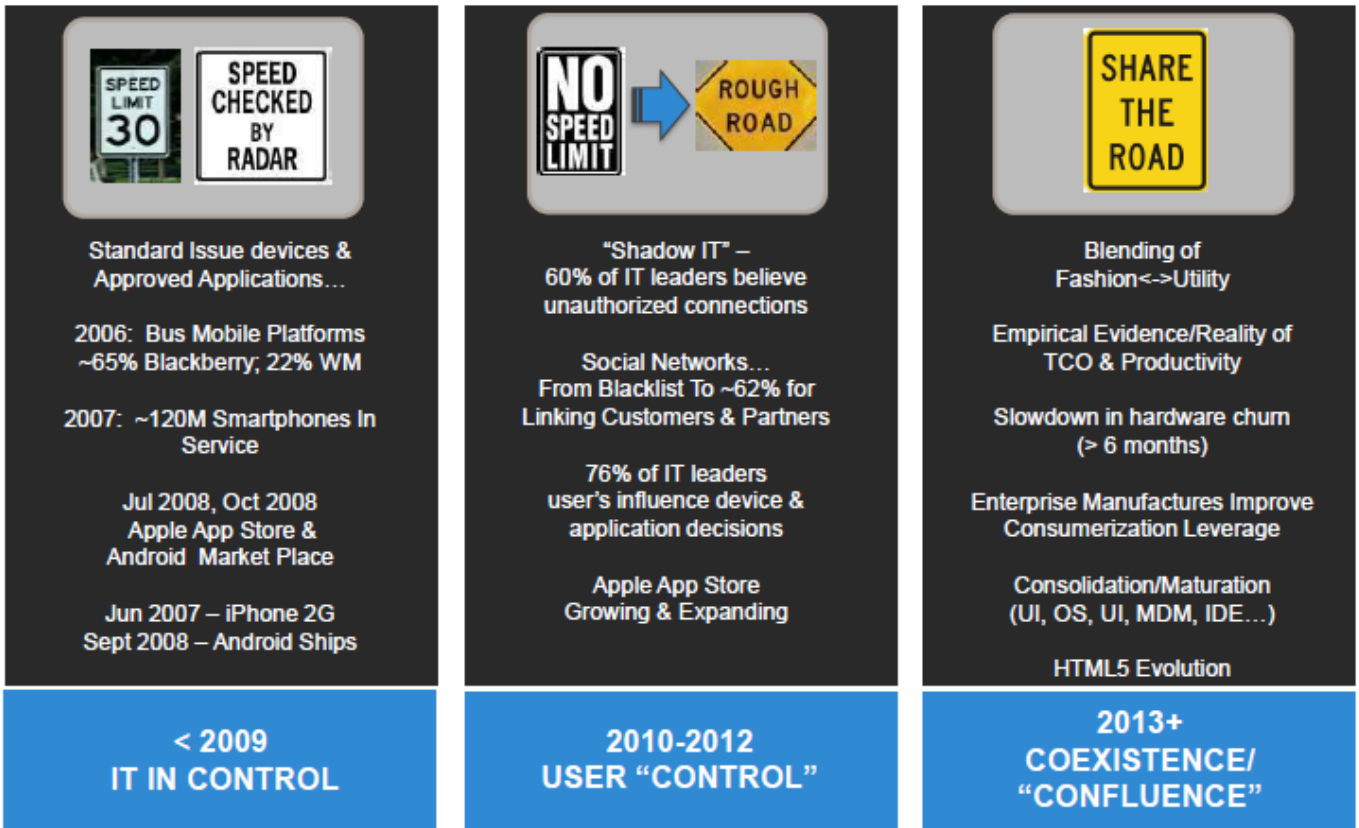 SPEED
LIMIT
30
SPEED
CHECKED
BY
RADAR
Standard Issue devices &
Approved Applications…
2006:  Bus Mobile Platforms
~65% Blackberry; 22% WM
2007:  ~120M Smartphones In
Service
Jul 2008, Oct 2008
Apple App Store &
Android  Market Place
Jun 2007 – iPhone 2G
Sept 2008 – Android Ships
< 2009
IT IN CONTROL
NO
SPEED
LIMIT
ROUGH
ROAD
“Shadow IT” –
60% of IT leaders believe
unauthorized connections
Social Networks…
From Blacklist To ~62% for
Linking Customers & Partners
76% of IT leaders
user’s influence device &
application decisions
Apple App Store
Growing & Expanding
2010-2012
USER “CONTROL”
SHARE
THE
ROAD
Blending of
Fashion<->Utility
Empirical Evidence/Reality of
TCO & Productivity
Slowdown in hardware churn
(> 6 months)
Enterprise Manufactures Improve
Consumerization Leverage
Consolidation/Maturation
(UI, OS, UI, MDM, IDE…)
HTML5 Evolution
2013+
COEXISTENCE/
“CONFLUENCE”